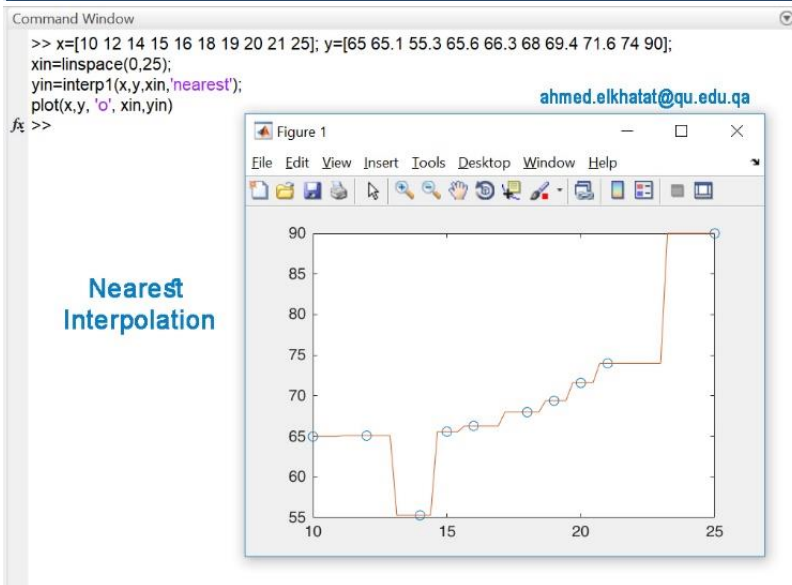 Command Window
>> x=[10 12 14 15 16 18 19 20 21 25]; y=[65 65.1 55.3 65.6 66.3 68 69.4 71.6 74 90];
xin=linspace(0,25);
yin=interp1(x,y,xin,'nearest');
plot(x,y, 'o', xin,yin)
fx >>
ahmed.elkhatat@qu.edu.qa
Figure 1
File Edit View Insert Tools Desktop Window Help
Nearest
Interpolation
90
85
80
75
70
65
60
55
10 15 20 25